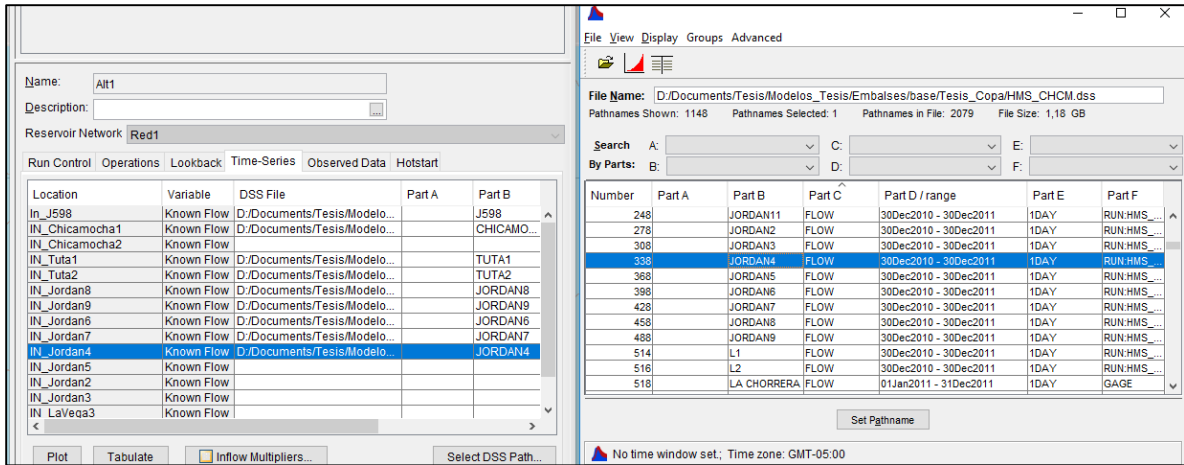 Name: Alt1
Description:
...
Reservoir Network Red1
Run Control Operations Lookback Time-Series Observed Data Hotstart
Location Variable DSS File Part A Part B
In_J598 Known Flow D:/Documents/Tesis/Modelo... J598
IN_Chicamocha1 Known Flow D:/Documents/Tesis/Modelo... CHICAMO...
IN_Chicamocha2 Known Flow
IN_Tuta1 Known Flow D:/Documents/Tesis/Modelo... TUTA1
IN_Tuta2 Known Flow D:/Documents/Tesis/Modelo... TUTA2
IN_Jordan8 Known Flow D:/Documents/Tesis/Modelo... JORDAN8
IN_Jordan9 Known Flow D:/Documents/Tesis/Modelo... JORDAN9
IN_Jordan6 Known Flow D:/Documents/Tesis/Modelo... JORDAN6
IN_Jordan7 Known Flow D:/Documents/Tesis/Modelo... JORDAN7
IN_Jordan4 Known Flow D:/Documents/Tesis/Modelo... JORDAN4
IN_Jordan5 Known Flow
IN_Jordan2 Known Flow
IN_Jordan3 Known Flow
IN_LaVega3 Known Flow
Plot Tabulate Inflow Multipliers... Select DSS Path...
File View Display Groups Advanced
File Name: D:/Documents/Tesis/Modelos_Tesis/Embalses/base/Tesis_Copa/HMS_CHCM.dss
Pathnames Shown: 1148 Pathnames Selected: 1 Pathnames in File: 2079 File Size: 1,18 GB
Search A: C: E:
By Parts: B: D: F:
Number Part A Part B Part C Part D / range Part E Part F
248 JORDAN11 FLOW 30Dec2010 - 30Dec2011 1DAY RUN:HMS_...
278 JORDAN2 FLOW 30Dec2010 - 30Dec2011 1DAY RUN:HMS_...
308 JORDAN3 FLOW 30Dec2010 - 30Dec2011 1DAY RUN:HMS_...
338 JORDAN4 FLOW 30Dec2010 - 30Dec2011 1DAY RUN:HMS_...
368 JORDAN5 FLOW 30Dec2010 - 30Dec2011 1DAY RUN:HMS_...
398 JORDAN6 FLOW 30Dec2010 - 30Dec2011 1DAY RUN:HMS_...
428 JORDAN7 FLOW 30Dec2010 - 30Dec2011 1DAY RUN:HMS_...
458 JORDAN8 FLOW 30Dec2010 - 30Dec2011 1DAY RUN:HMS_...
488 JORDAN9 FLOW 30Dec2010 - 30Dec2011 1DAY RUN:HMS_...
514 L1 FLOW 30Dec2010 - 30Dec2011 1DAY RUN:HMS_...
516 L2 FLOW 30Dec2010 - 30Dec2011 1DAY RUN:HMS_...
518 LA CHORRERA FLOW 01Jan2011 - 31Dec2011 1DAY GAGE
Set Pathname
No time window set.; Time zone: GMT-05:00